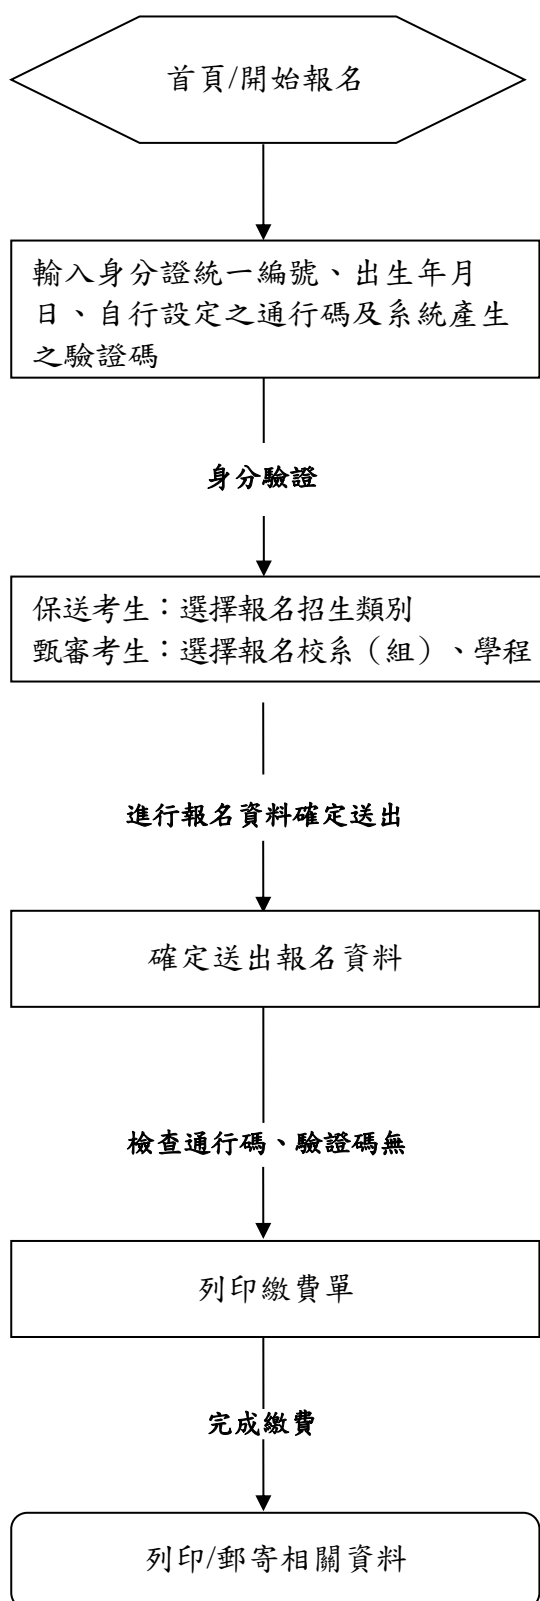 首頁/開始報名
輸入身分證統一編號、出生年月
日、自行設定之通行碼及系統產生
之驗證碼
身分驗證
保送考生：選擇報名招生類別
甄審考生：選擇報名校系（組）、學程
進行報名資料確定送出
確定送出報名資料
檢查通行碼、驗證碼無
列印繳費單
完成繳費
列印/郵寄相關資料